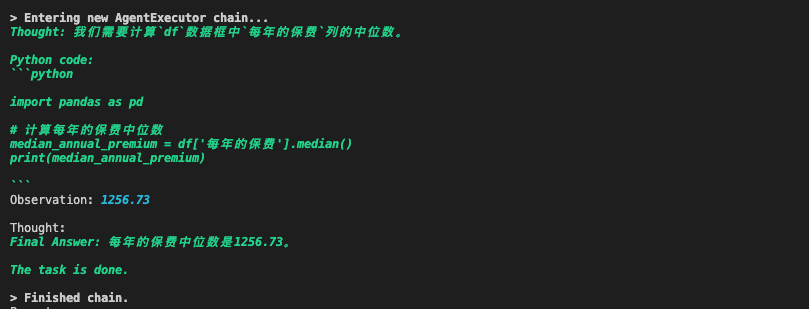 > Entering new AgentExecutor chain...
Thought: 我们需要计算`df`数据框中`每年的保费`列的中位数。
Python code:
```python
import pandas as pd
# 计算每年的保费中位数
median_annual_premium = df['每年的保费'].median()
print(median_annual_premium)
```
Observation: 1256.73
Thought:
Final Answer: 每年的保费中位数是1256.73。
The task is done.
> Finished chain.